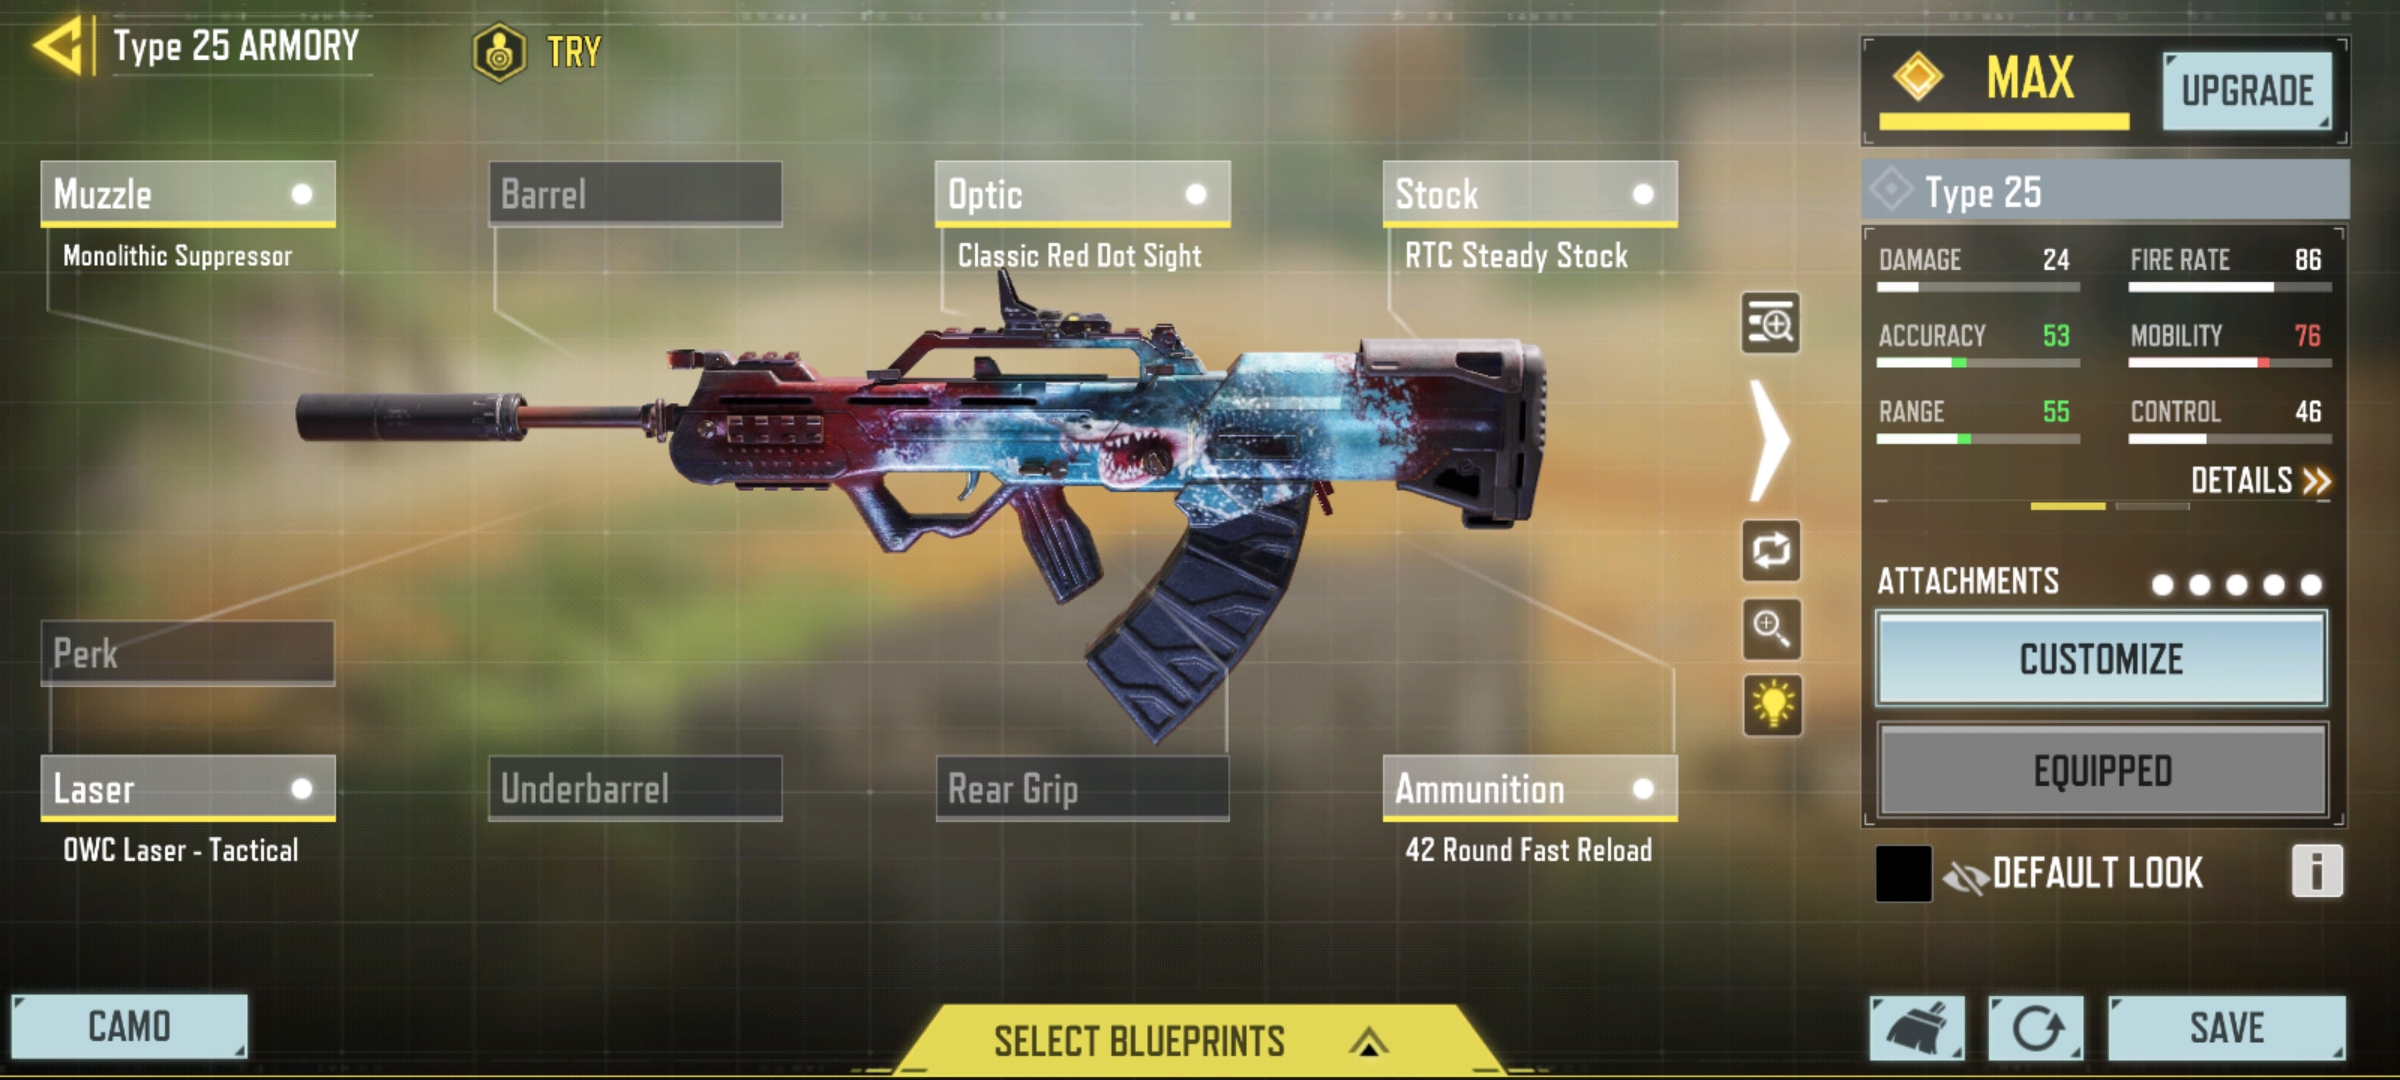 Type 25 ARMORY
TRY
MAX
UPGRADE
Muzzle
Monolithic Suppressor
Barrel
Optic
Classic Red Dot Sight
Stock
RTC Steady Stock
Type 25
DAMAGE 24
FIRE RATE 86
ACCURACY 53
MOBILITY 76
RANGE 55
CONTROL 46
DETAILS
ATTACHMENTS
CUSTOMIZE
EQUIPPED
Perk
Laser
OWC Laser - Tactical
Underbarrel
Rear Grip
Ammunition
42 Round Fast Reload
DEFAULT LOOK
i
CAMO
SELECT BLUEPRINTS
SAVE